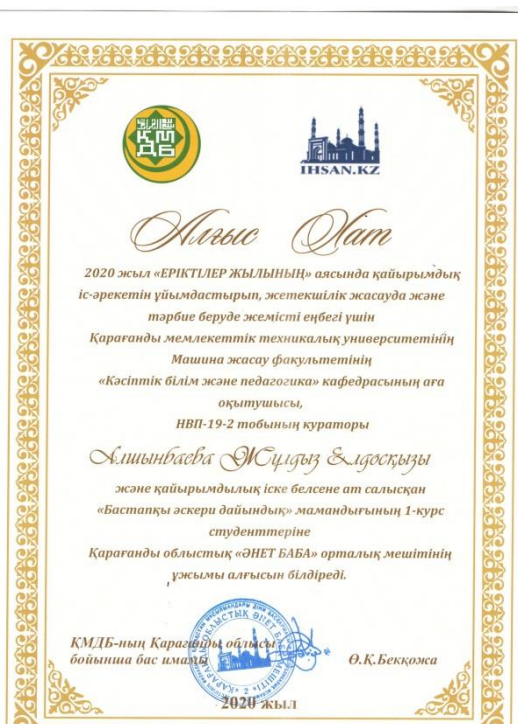 ҚМ
ДБ
IHSAN.KZ
Алғыс Хат
2020 жыл «ЕРІКТІЛЕР ЖЫЛЫНЫҢ» аясында қайырымдық
іс-әрекетін ұйымдастырып, жетекшілік жасауда және
тәрбие беруде жемісті еңбегі үшін
Қарағанды мемлекеттік техникалық университетінің
Машина жасау факультетінің
«Кәсіптік білім және педагогика» кафедрасының аға
оқытушысы,
НВП-19-2 тобының кураторы
Алшынбаева Жұлдыз Елдосқызы
және қайырымдылық іске белсене ат салысқан
«Бастапқы әскери дайындық» мамандығының 1-курс
студенттеріне
Қарағанды облыстық «ӘНЕТ БАБА» орталық мешітінің
ұжымы алғысын білдіреді.
ҚМДБ-ның Қарағанды облысы
бойынша бас имамы
Ө.Қ.Бекқожа
2020 жыл